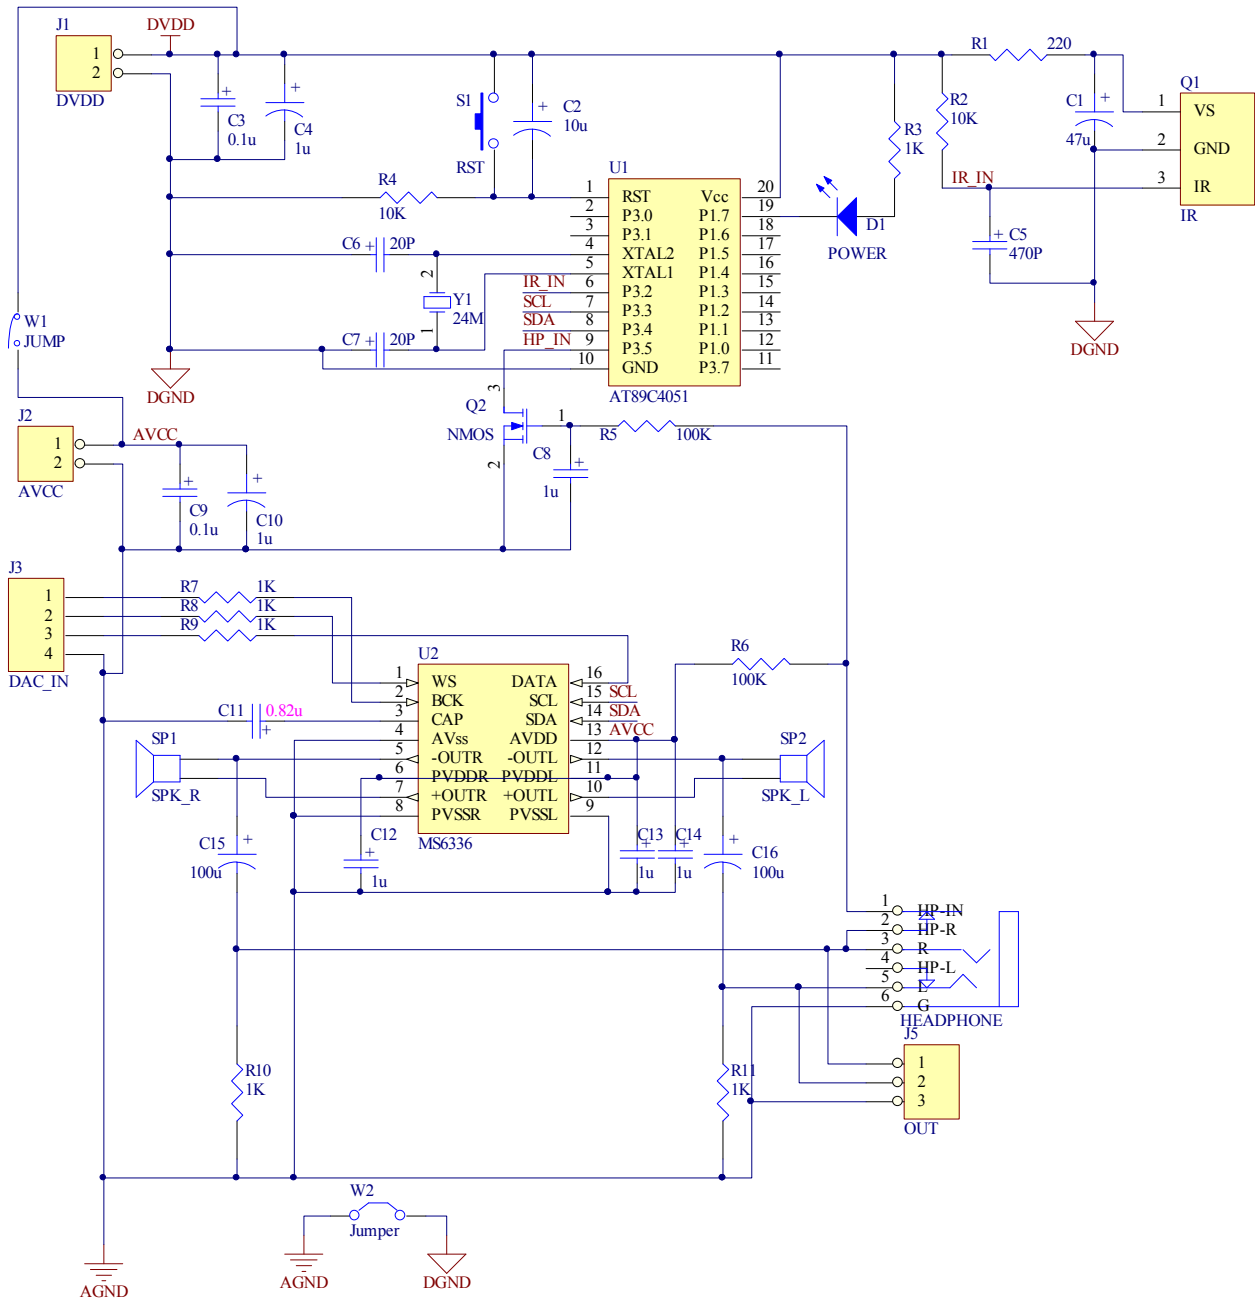 J1
DVDD
1
2
DVDD
C3
0.1u
C4
1u
S1
RST
C2
10u
R1
220
R2
10K
R3
1K
C1
47u
Q1
1
VS
2
GND
3
IR
IR
IR_IN
C5
470P
DGND
R4
10K
U1
1
RST
2
P3.0
3
P3.1
4
XTAL2
5
XTAL1
6
P3.2
7
P3.3
8
P3.4
9
P3.5
10
GND
Vcc
20
P1.7
19
P1.6
18
P1.5
17
P1.4
16
P1.3
15
P1.2
14
P1.1
13
P1.0
12
P3.7
11
AT89C4051
D1
POWER
C6
20P
2
Y1
24M
1
C7
20P
IR_IN
SCL
SDA
HP_IN
DGND
W1
JUMP
J2
1
2
AVCC
AVCC
C9
0.1u
C10
1u
Q2
NMOS
3
1
2
C8
1u
R5
100K
J3
1
2
3
4
DAC_IN
R7
1K
R8
1K
R9
1K
R6
100K
U2
1
WS
2
BCK
3
CAP
4
AVss
5
-OUTR
6
PVDDR
7
+OUTR
8
PVSSR
DATA
16
SCL
15
SDA
14
AVDD
13
-OUTL
12
PVDDL
11
+OUTL
10
PVSSL
9
MS6336
SCL
SDA
AVCC
C11
0.82u
SP1
SPK_R
SP2
SPK_L
C12
1u
C13
1u
C14
1u
C15
100u
C16
100u
1
HP-IN
2
HP-R
3
R
4
HP-L
5
L
6
G
HEADPHONE
J5
1
2
3
OUT
R10
1K
R11
1K
W2
Jumper
AGND
AGND
DGND